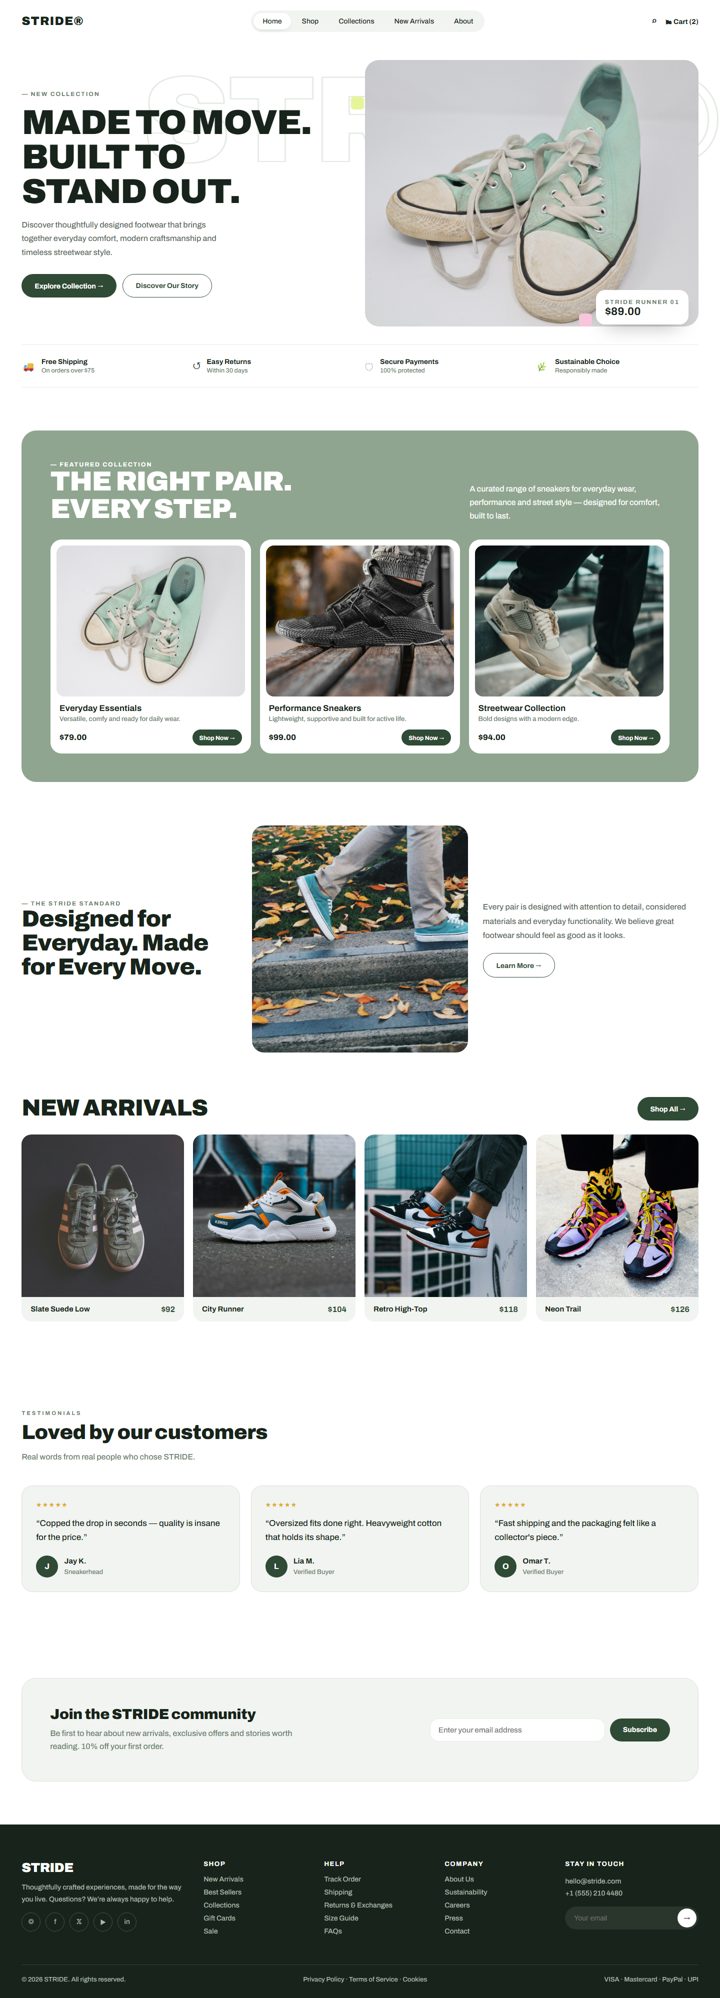 STRIDE®
Home
Shop
Collections
New Arrivals
About
Cart (2)
— NEW COLLECTION
MADE TO MOVE.
BUILT TO
STAND OUT.
Discover thoughtfully designed footwear that brings
together everyday comfort, modern craftsmanship and
timeless streetwear style.
Explore Collection →
Discover Our Story
STRIDE RUNNER 01
$89.00
Free Shipping
On orders over $75
Easy Returns
Within 30 days
Secure Payments
100% protected
Sustainable Choice
Responsibly made
— FEATURED COLLECTION
THE RIGHT PAIR.
EVERY STEP.
A curated range of sneakers for everyday wear,
performance and street style — designed for comfort,
built to last.
Everyday Essentials
Versatile, comfy and ready for daily wear.
$79.00
Shop Now →
Performance Sneakers
Lightweight, supportive and built for active life.
$99.00
Shop Now →
Streetwear Collection
Bold designs with a modern edge.
$94.00
Shop Now →
— THE STRIDE STANDARD
Designed for
Everyday. Made
for Every Move.
Every pair is designed with attention to detail, considered
materials and everyday functionality. We believe great
footwear should feel as good as it looks.
Learn More →
NEW ARRIVALS
Shop All →
Slate Suede Low
$92
City Runner
$104
Retro High-Top
$118
Neon Trail
$126
TESTIMONIALS
Loved by our customers
Real words from real people who chose STRIDE.
★★★★★
“Copped the drop in seconds — quality is insane
for the price.”
J
Jay K.
Sneakerhead
★★★★★
“Oversized fits done right. Heavyweight cotton
that holds its shape.”
L
Lia M.
Verified Buyer
★★★★★
“Fast shipping and the packaging felt like a
collector's piece.”
O
Omar T.
Verified Buyer
Join the STRIDE community
Be first to hear about new arrivals, exclusive offers and stories worth
reading. 10% off your first order.
Enter your email address
Subscribe
STRIDE
Thoughtfully crafted experiences, made for the way
you live. Questions? We're always happy to help.
f
𝕏
▶
in
SHOP
New Arrivals
Best Sellers
Collections
Gift Cards
Sale
HELP
Track Order
Shipping
Returns & Exchanges
Size Guide
FAQs
COMPANY
About Us
Sustainability
Careers
Press
Contact
STAY IN TOUCH
hello@stride.com
+1 (555) 210 4480
Your email
→
© 2026 STRIDE. All rights reserved.
Privacy Policy · Terms of Service · Cookies
VISA · Mastercard · PayPal · UPI